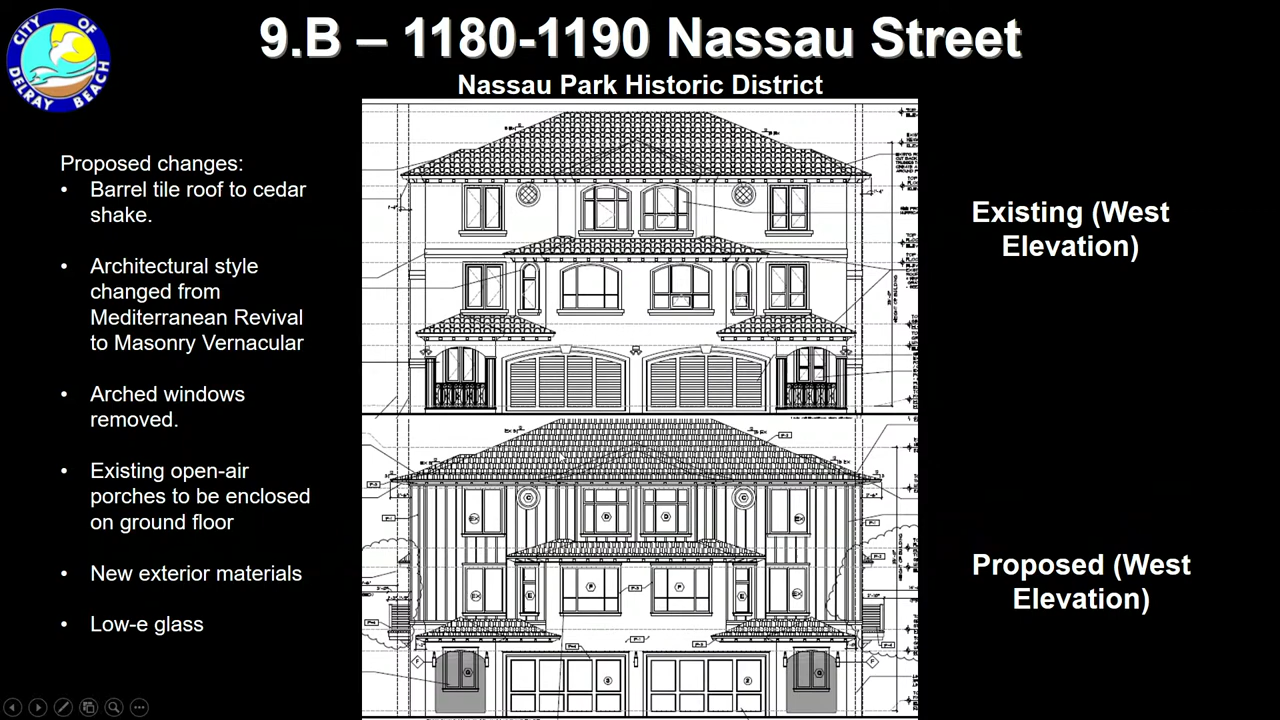 CITY OF
DELRAY BEACH
9.B – 1180-1190 Nassau Street
Nassau Park Historic District
Proposed changes:
• Barrel tile roof to cedar
shake.
• Architectural style
changed from
Mediterranean Revival
to Masonry Vernacular
• Arched windows
removed.
• Existing open-air
porches to be enclosed
on ground floor
• New exterior materials
• Low-e glass
Existing (West
Elevation)
Proposed (West
Elevation)